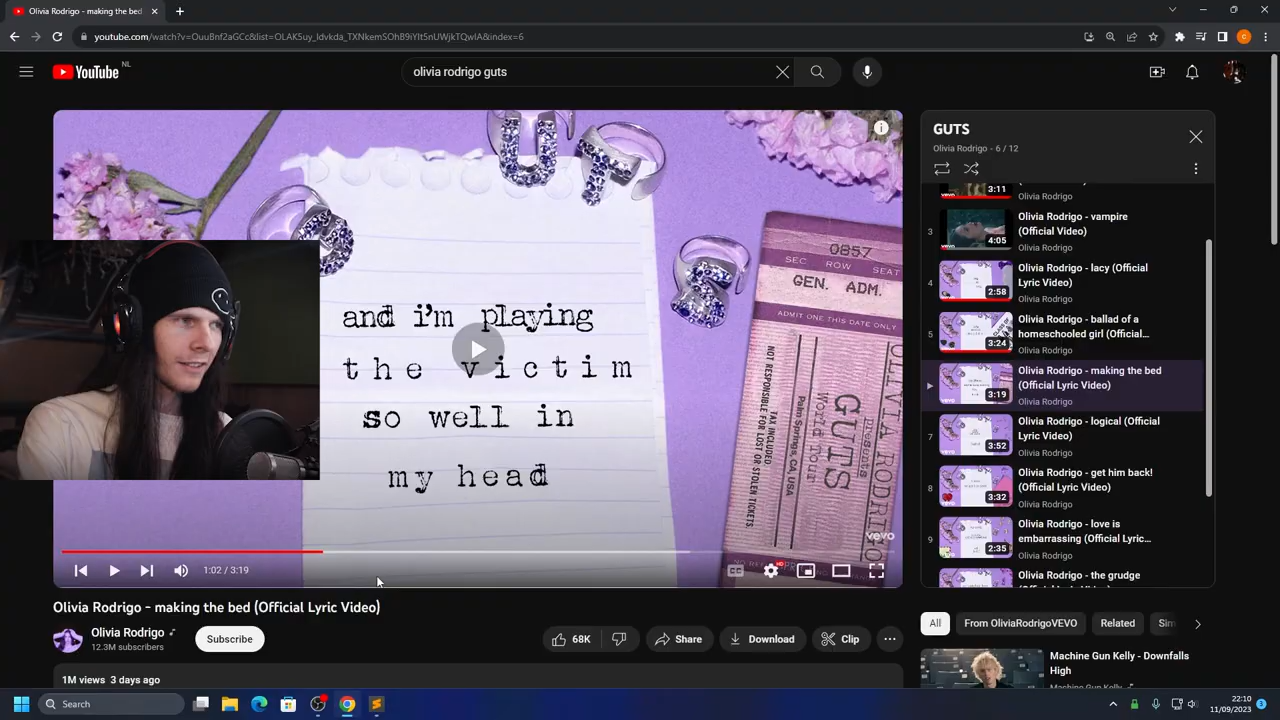 Olivia Rodrigo - making the bed
youtube.com/watch?v=OuuBnf2aGCc&list=OLAK5uy_ldvkda_TXNkemSOhB9iYlt5nUWjkTQwIA&index=6
YouTube NL
olivia rodrigo guts
U
T
S
0857
SEC ROW SEAT
GEN. ADM.
ADMIT ONE THIS DATE ONLY
OLIVIA RODRIGO
presents
GUTS
world tour
Palm Springs, CA, USA
TAX INCLUDED
NOT RESPONSIBLE FOR LOST OR STOLEN TICKETS
and i'm playing
the victim
so well in
my head
vevo
1:02 / 3:19
HD
Olivia Rodrigo - making the bed (Official Lyric Video)
Olivia Rodrigo
12.3M subscribers
Subscribe
68K
Share
Download
Clip
1M views 3 days ago
GUTS
Olivia Rodrigo - 6 / 12
3:11
Olivia Rodrigo
3
4:05
Olivia Rodrigo - vampire
(Official Video)
Olivia Rodrigo
4
2:58
Olivia Rodrigo - lacy (Official
Lyric Video)
Olivia Rodrigo
5
3:24
Olivia Rodrigo - ballad of a
homeschooled girl (Official...
Olivia Rodrigo
3:19
Olivia Rodrigo - making the bed
(Official Lyric Video)
Olivia Rodrigo
7
3:52
Olivia Rodrigo - logical (Official
Lyric Video)
Olivia Rodrigo
8
3:32
Olivia Rodrigo - get him back!
(Official Lyric Video)
Olivia Rodrigo
9
2:35
Olivia Rodrigo - love is
embarrassing (Official Lyric...
Olivia Rodrigo
Olivia Rodrigo - the grudge
All
From OliviaRodrigoVEVO
Related
Sim
Machine Gun Kelly - Downfalls
High
Machine Gun Kelly
Search
22:10
11/09/2023